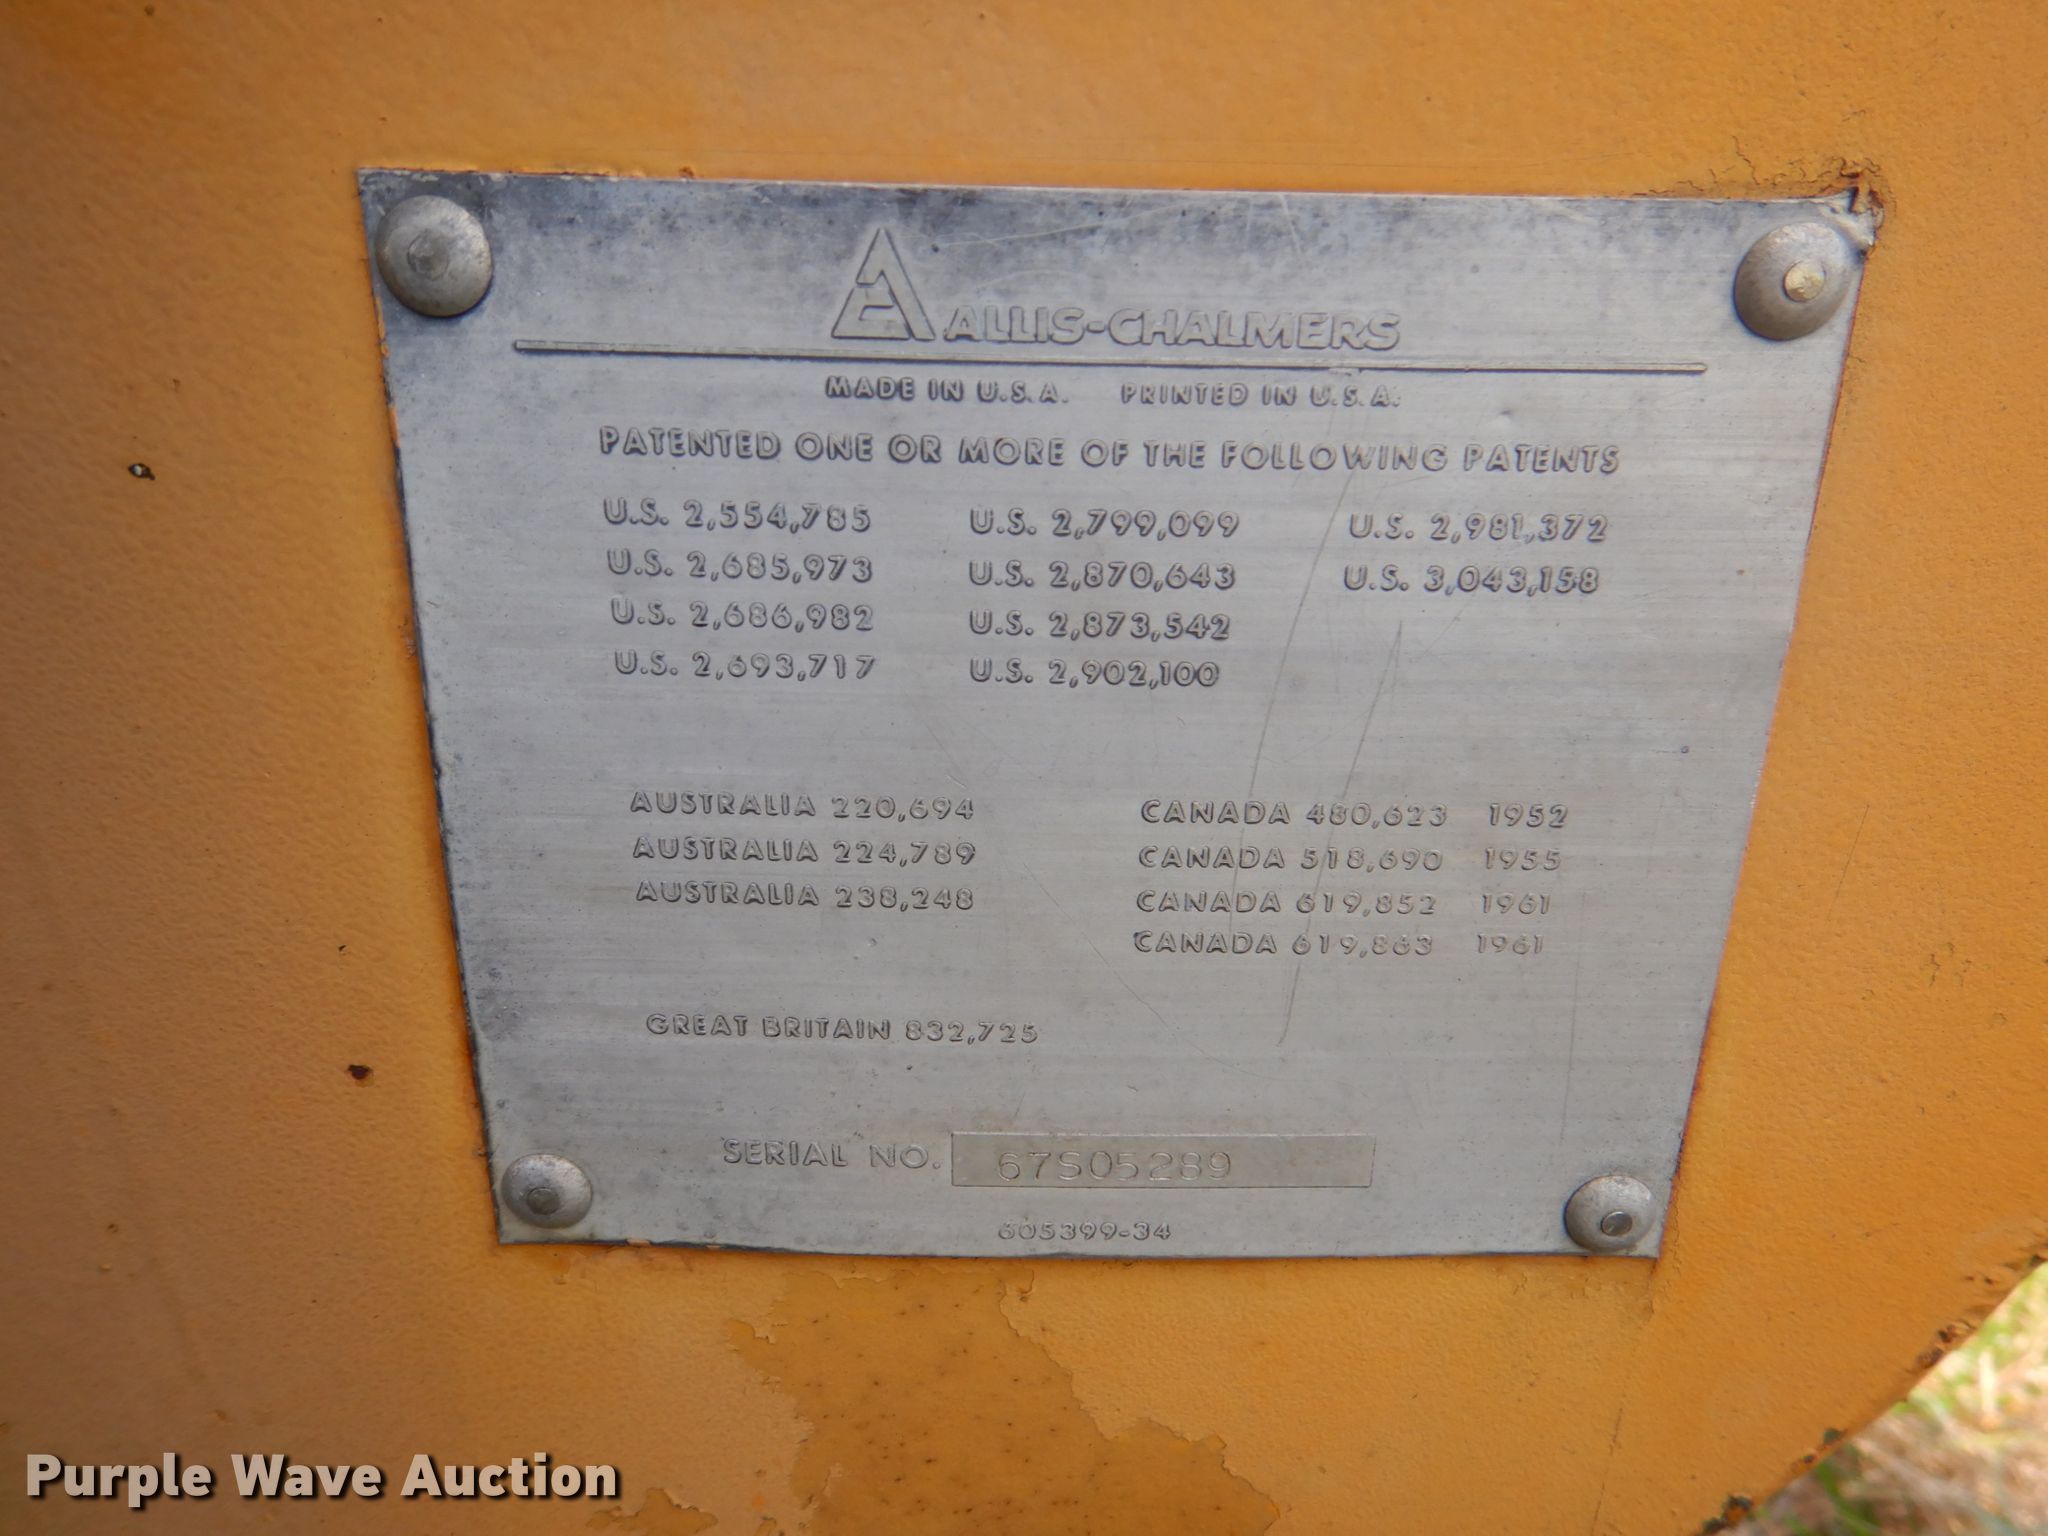 ALLIS-CHALMERS
MADE IN U.S.A. PRINTED IN U.S.A.
PATENTED ONE OR MORE OF THE FOLLOWING PATENTS
U.S. 2,554,785 U.S. 2,799,099 U.S. 2,981,372
U.S. 2,685,973 U.S. 2,870,643 U.S. 3,043,158
U.S. 2,686,982 U.S. 2,873,542
U.S. 2,693,717 U.S. 2,902,100
AUSTRALIA 220,694 CANADA 480,623 1952
AUSTRALIA 224,789 CANADA 518,690 1955
AUSTRALIA 238,248 CANADA 619,852 1961
CANADA 619,863 1961
GREAT BRITAIN 832,725
SERIAL NO. 67S05289
605399-34
Purple Wave Auction